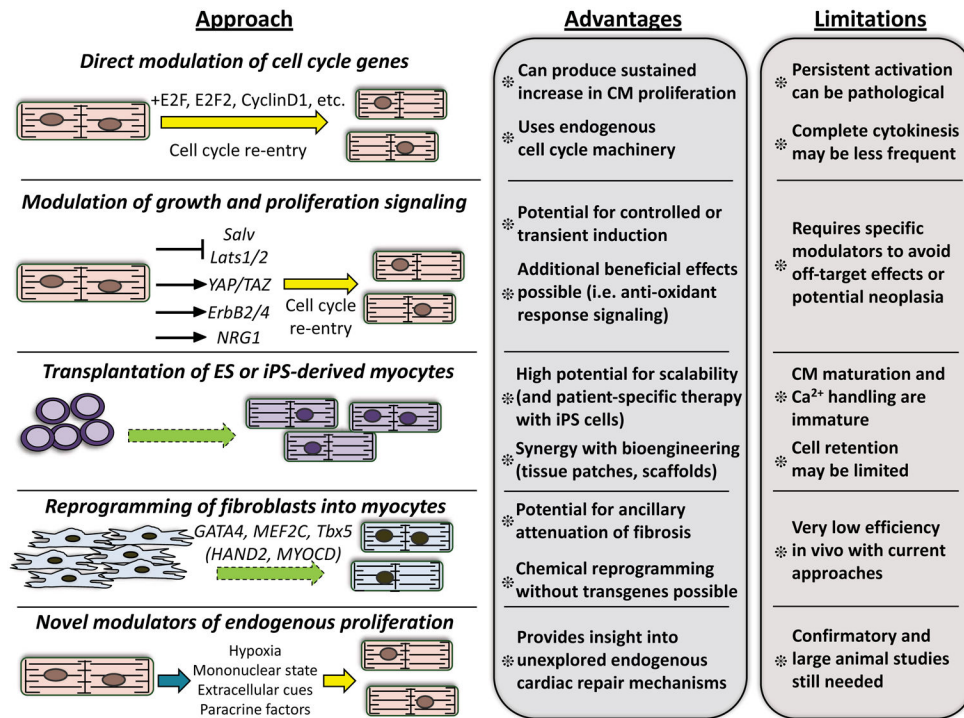 Approach
Advantages
Limitations
Direct modulation of cell cycle genes
+E2F, E2F2, CyclinD1, etc.
Cell cycle re-entry
Can produce sustained
increase in CM proliferation
Uses endogenous
cell cycle machinery
Persistent activation
can be pathological
Complete cytokinesis
may be less frequent
Modulation of growth and proliferation signaling
Salv
Lats1/2
YAP/TAZ
ErbB2/4
NRG1
Cell cycle
re-entry
Potential for controlled or
transient induction
Additional beneficial effects
possible (i.e. anti-oxidant
response signaling)
Requires specific
modulators to avoid
off-target effects or
potential neoplasia
Transplantation of ES or iPS-derived myocytes
High potential for scalability
(and patient-specific therapy
with iPS cells)
Synergy with bioengineering
(tissue patches, scaffolds)
CM maturation and
Ca²⁺ handling are
immature
Cell retention
may be limited
Reprogramming of fibroblasts into myocytes
GATA4, MEF2C, Tbx5
(HAND2, MYOCD)
Potential for ancillary
attenuation of fibrosis
Chemical reprogramming
without transgenes possible
Very low efficiency
in vivo with current
approaches
Novel modulators of endogenous proliferation
Hypoxia
Mononuclear state
Extracellular cues
Paracrine factors
Provides insight into
unexplored endogenous
cardiac repair mechanisms
Confirmatory and
large animal studies
still needed